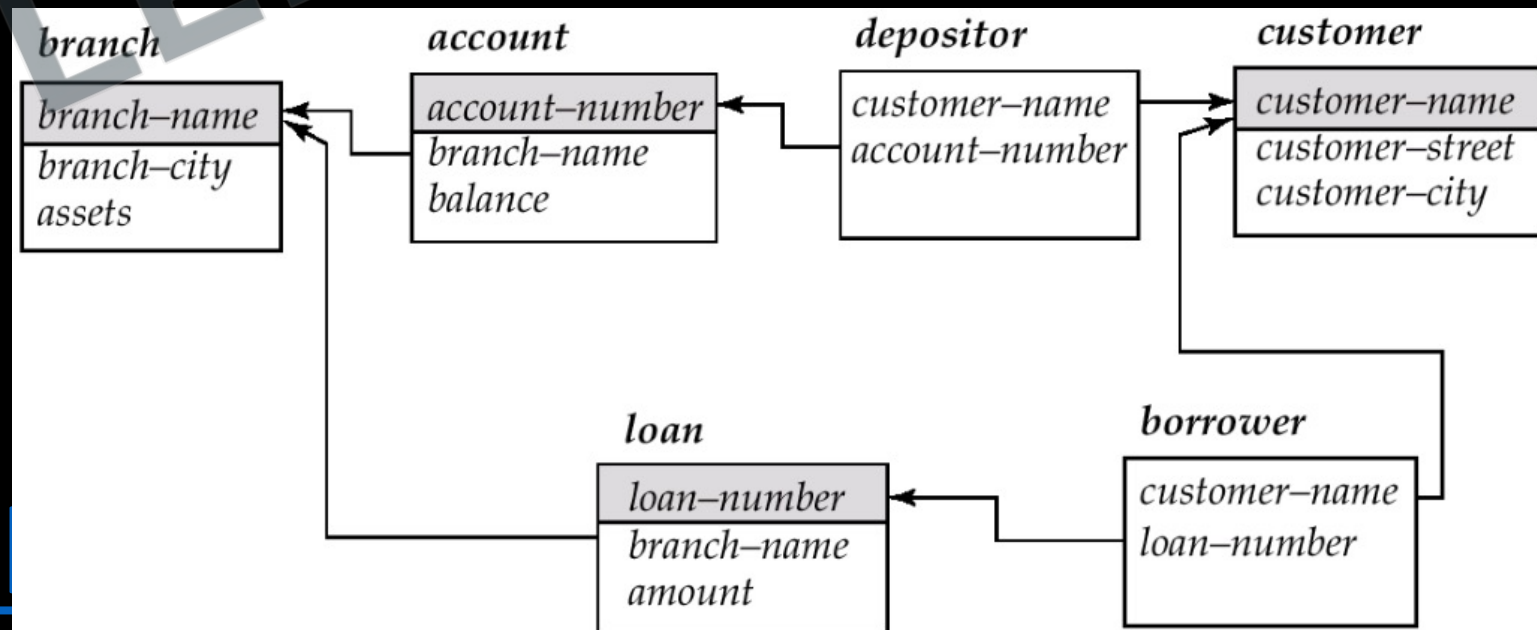 branch
branch–name
branch–city
assets
account
account–number
branch–name
balance
depositor
customer–name
account–number
customer
customer–name
customer–street
customer–city
loan
loan–number
branch–name
amount
borrower
customer–name
loan–number